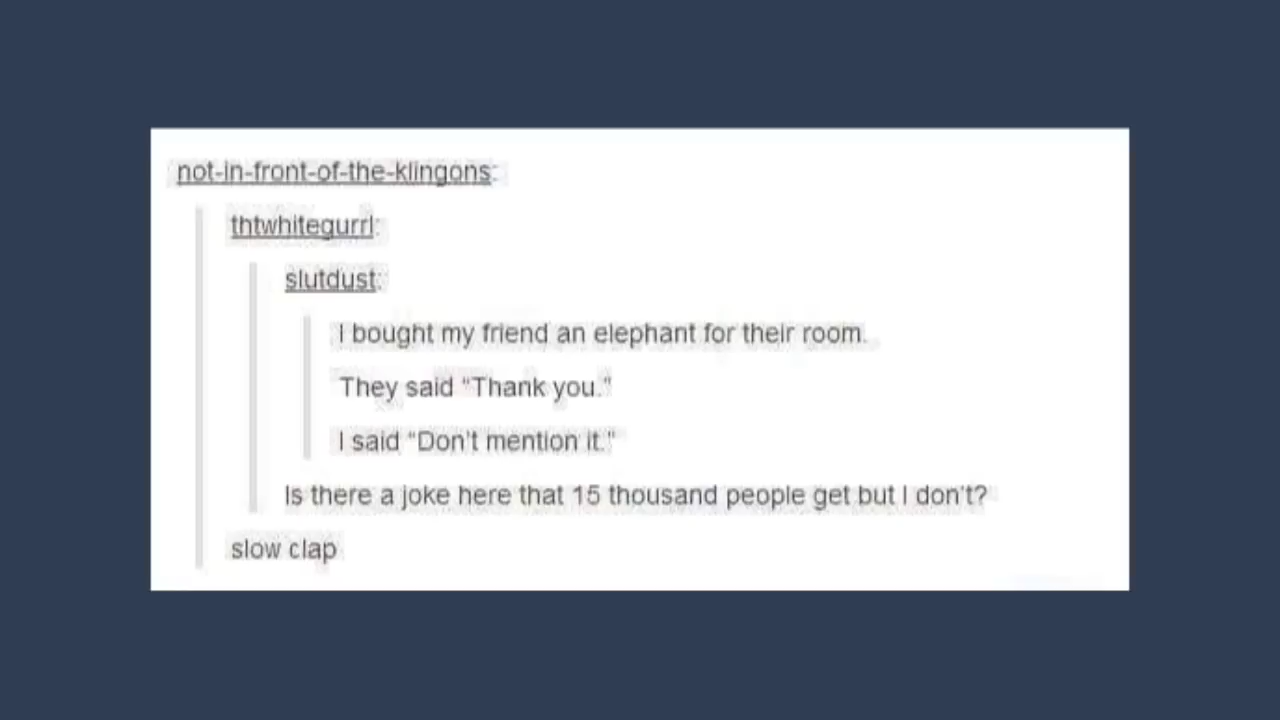 not-in-front-of-the-klingons:
thtwhitegurrl:
slutdust:
I bought my friend an elephant for their room.
They said "Thank you."
I said "Don't mention it."
Is there a joke here that 15 thousand people get but I don't?
slow clap